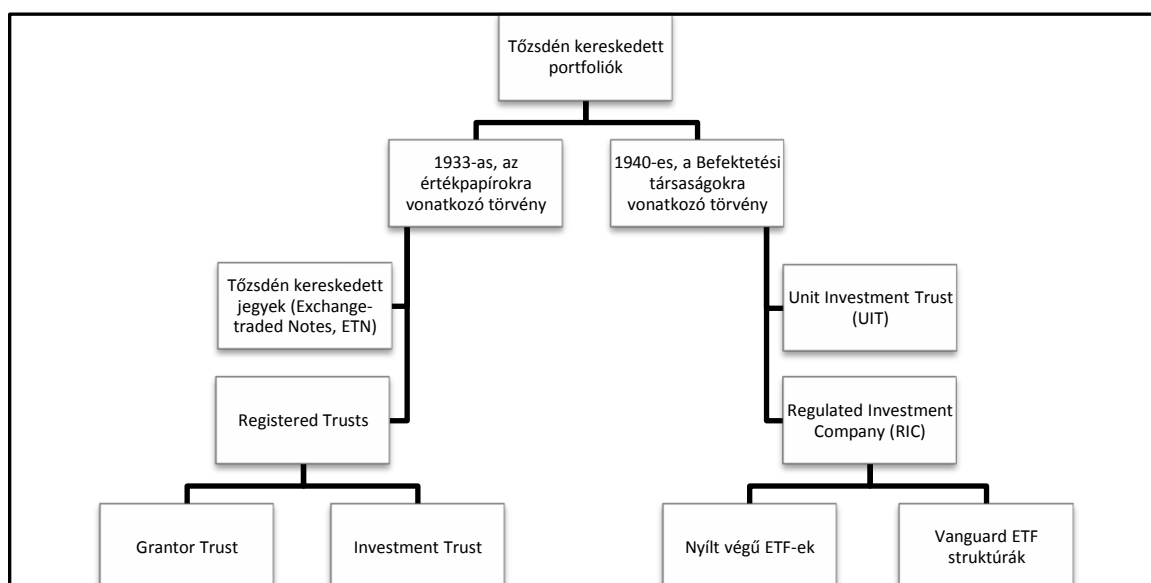 Tőzsdén kereskedett
portfoliók
1933-as, az
értékpapírokra
vonatkozó törvény
1940-es, a Befektetési
társaságokra
vonatkozó törvény
Tőzsdén kereskedett
jegyek (Exchange-
traded Notes, ETN)
Unit Investment Trust
(UIT)
Registered Trusts
Regulated Investment
Company (RIC)
Grantor Trust
Investment Trust
Nyílt végű ETF-ek
Vanguard ETF
struktúrák